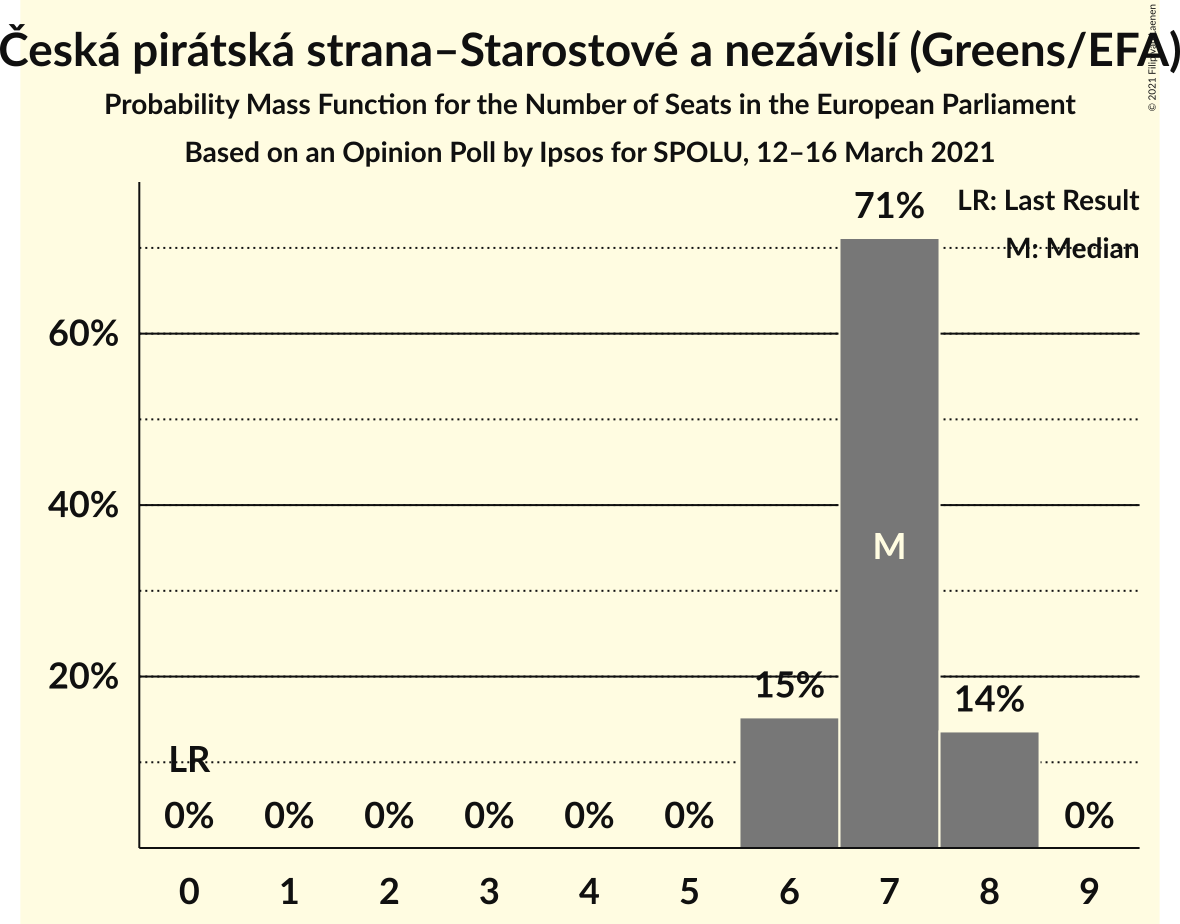 Česká pirátská strana–Starostové a nezávislí (Greens/EFA)
Probability Mass Function for the Number of Seats in the European Parliament
Based on an Opinion Poll by Ipsos for SPOLU, 12–16 March 2021
© 2021 Filip
LR: Last Result
M: Median
71%
60%
40%
M
20%
15%
14%
LR
0% 0% 0% 0% 0% 0% 0%
0 1 2 3 4 5 6 7 8 9